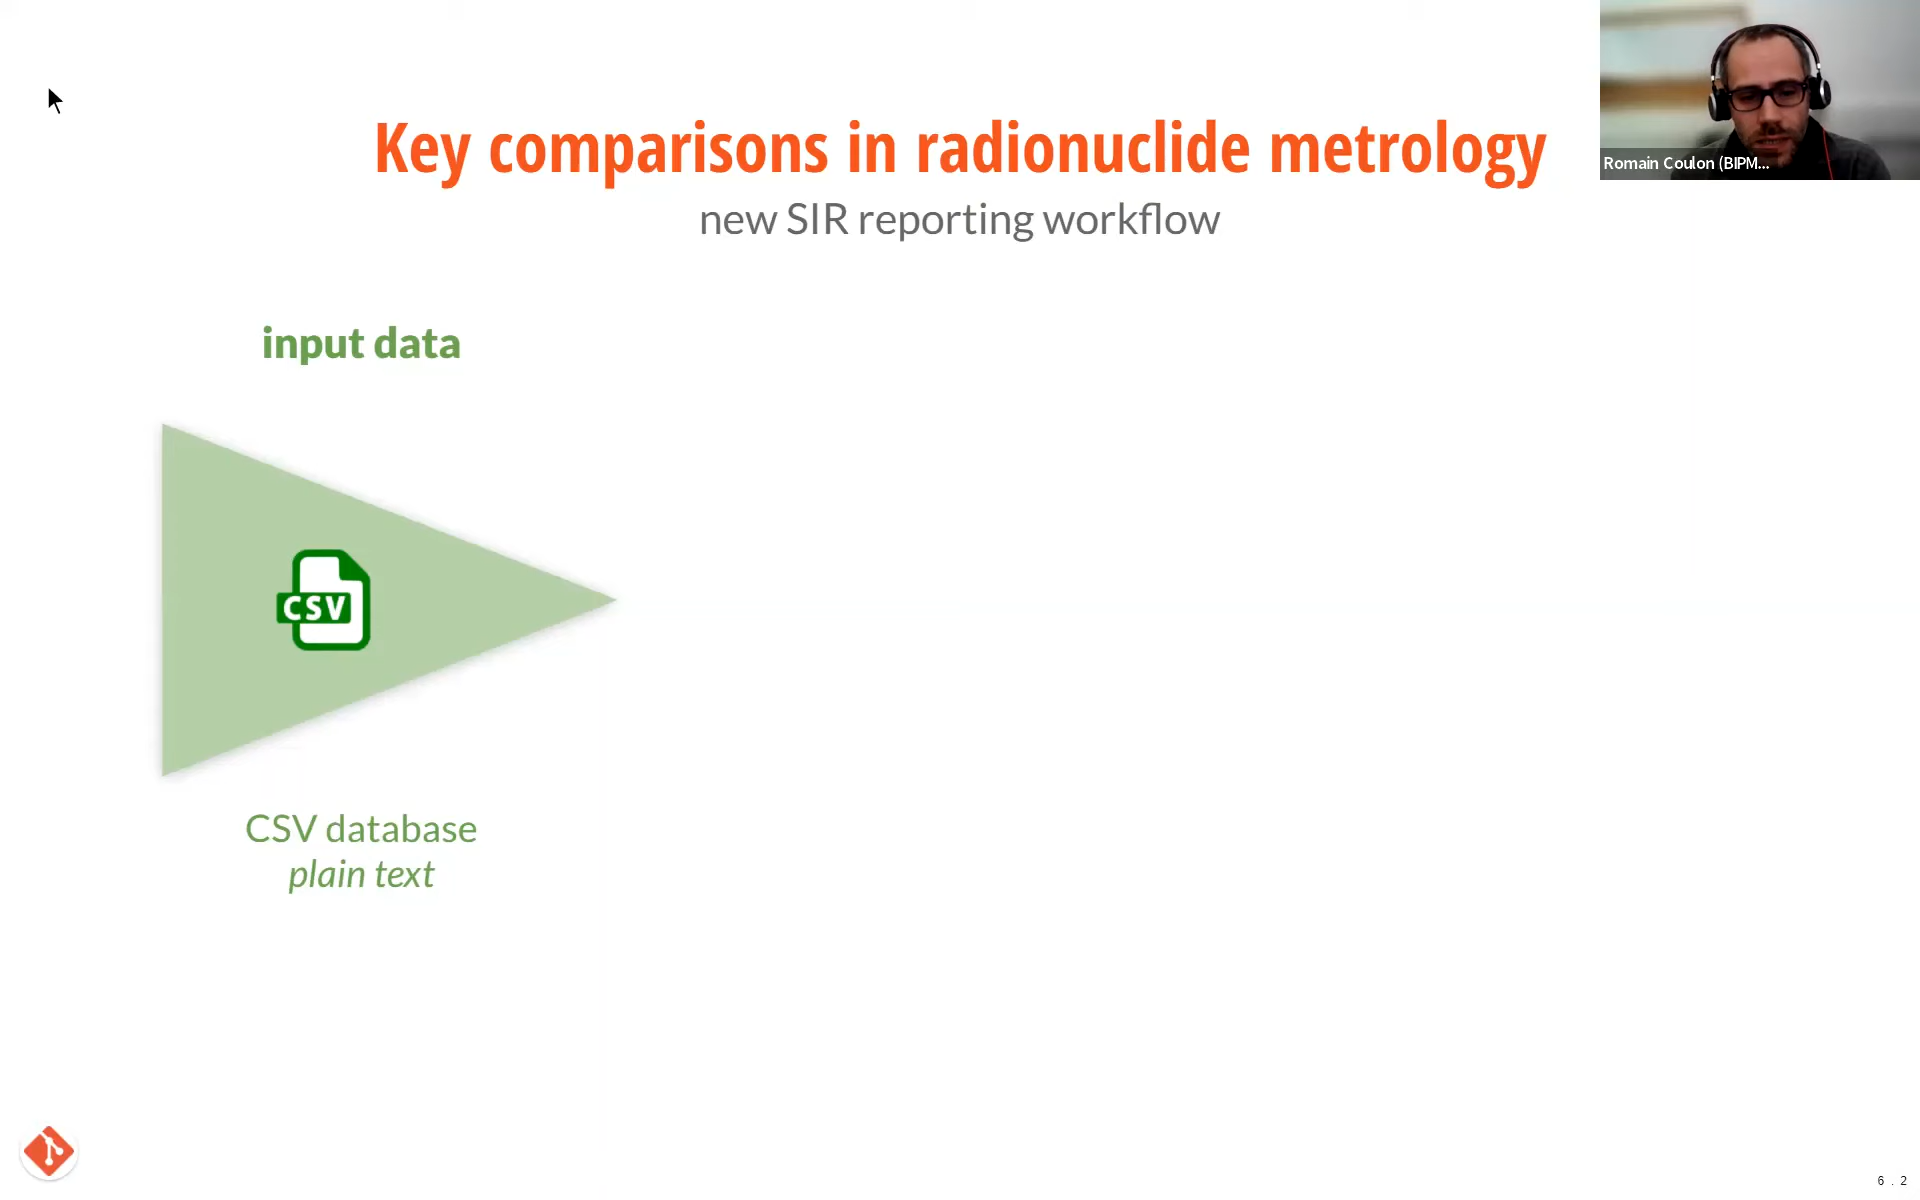 Key comparisons in radionuclide metrology
new SIR reporting workflow
Romain Coulon (BIPM...
input data
CSV
CSV database
plain text
6.2